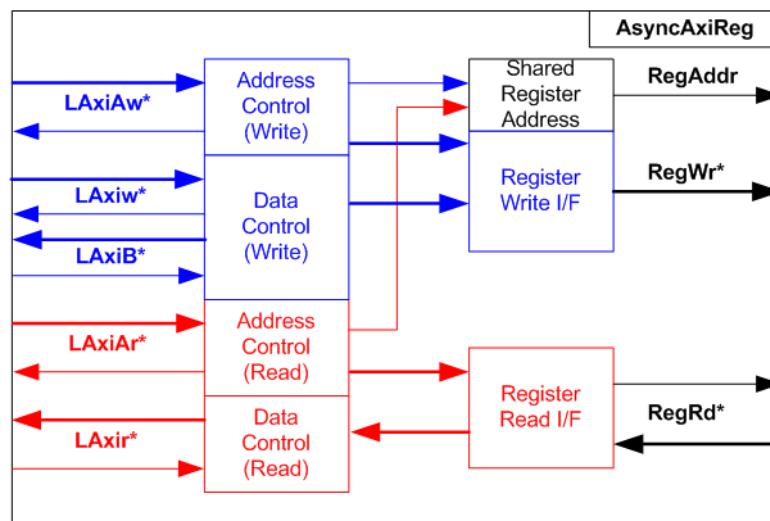 AsyncAxiReg
LAxiAw*
Address
Control
(Write)
Shared
Register
Address
RegAddr
LAxiw*
LAxiB*
Data
Control
(Write)
Register
Write I/F
RegWr*
LAxiAr*
Address
Control
(Read)
LAxir*
Data
Control
(Read)
Register
Read I/F
RegRd*